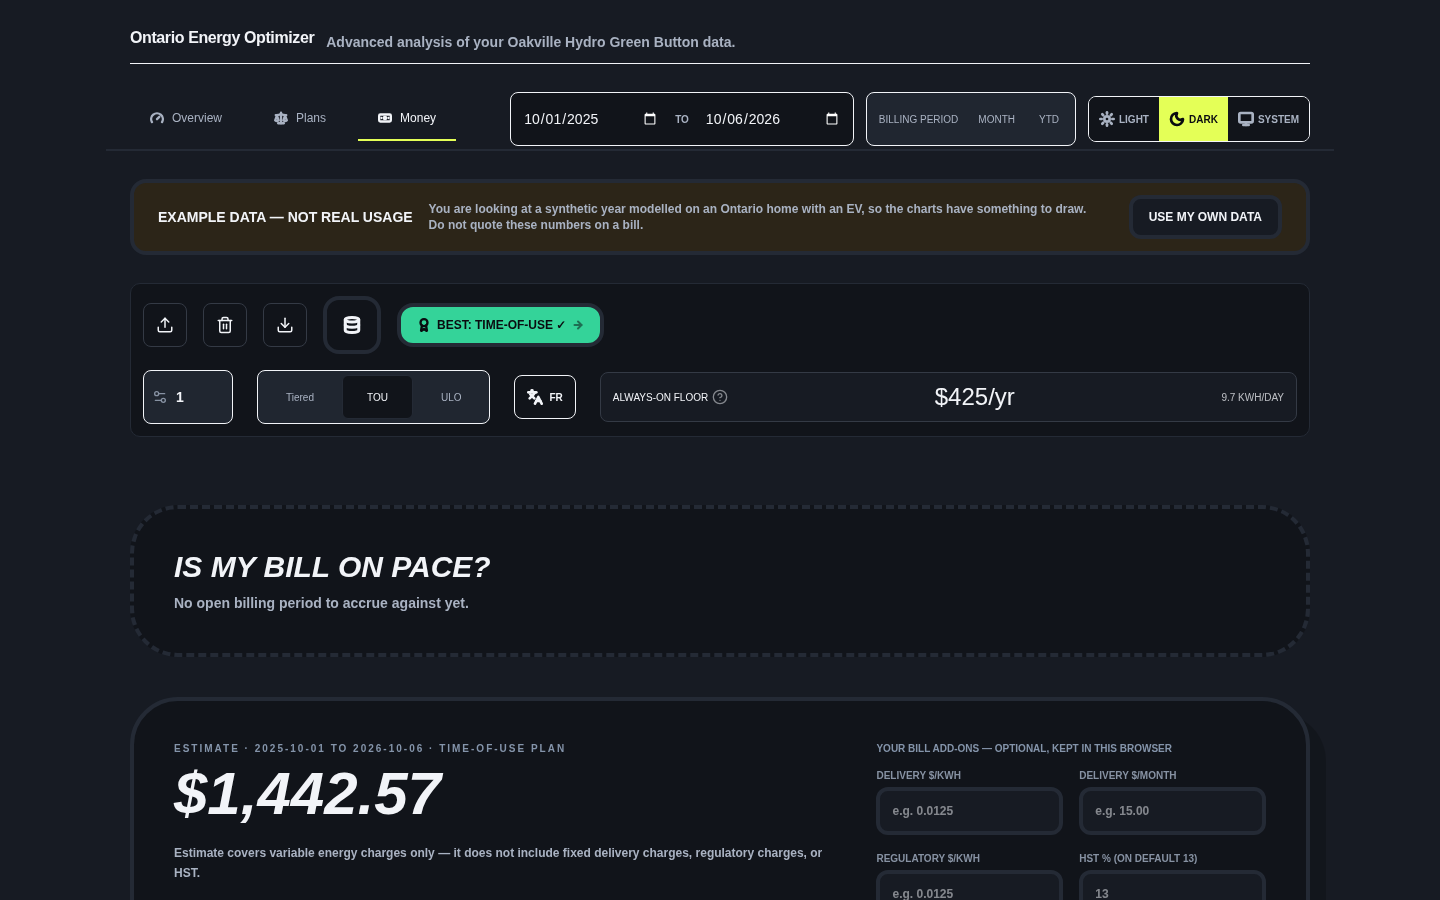 Ontario Energy Optimizer
Advanced analysis of your Oakville Hydro Green Button data.
Overview
Plans
Money
10/01/2025
TO
10/06/2026
BILLING PERIOD
MONTH
YTD
LIGHT
DARK
SYSTEM
EXAMPLE DATA — NOT REAL USAGE
You are looking at a synthetic year modelled on an Ontario home with an EV, so the charts have something to draw.
Do not quote these numbers on a bill.
USE MY OWN DATA
BEST: TIME-OF-USE ✓ →
1
Tiered
TOU
ULO
FR
ALWAYS-ON FLOOR
$425/yr
9.7 KWH/DAY
IS MY BILL ON PACE?
No open billing period to accrue against yet.
ESTIMATE · 2025-10-01 TO 2026-10-06 · TIME-OF-USE PLAN
$1,442.57
Estimate covers variable energy charges only — it does not include fixed delivery charges, regulatory charges, or
HST.
YOUR BILL ADD-ONS — OPTIONAL, KEPT IN THIS BROWSER
DELIVERY $/KWH
DELIVERY $/MONTH
e.g. 0.0125
e.g. 15.00
REGULATORY $/KWH
HST % (ON DEFAULT 13)
e.g. 0.0125
13